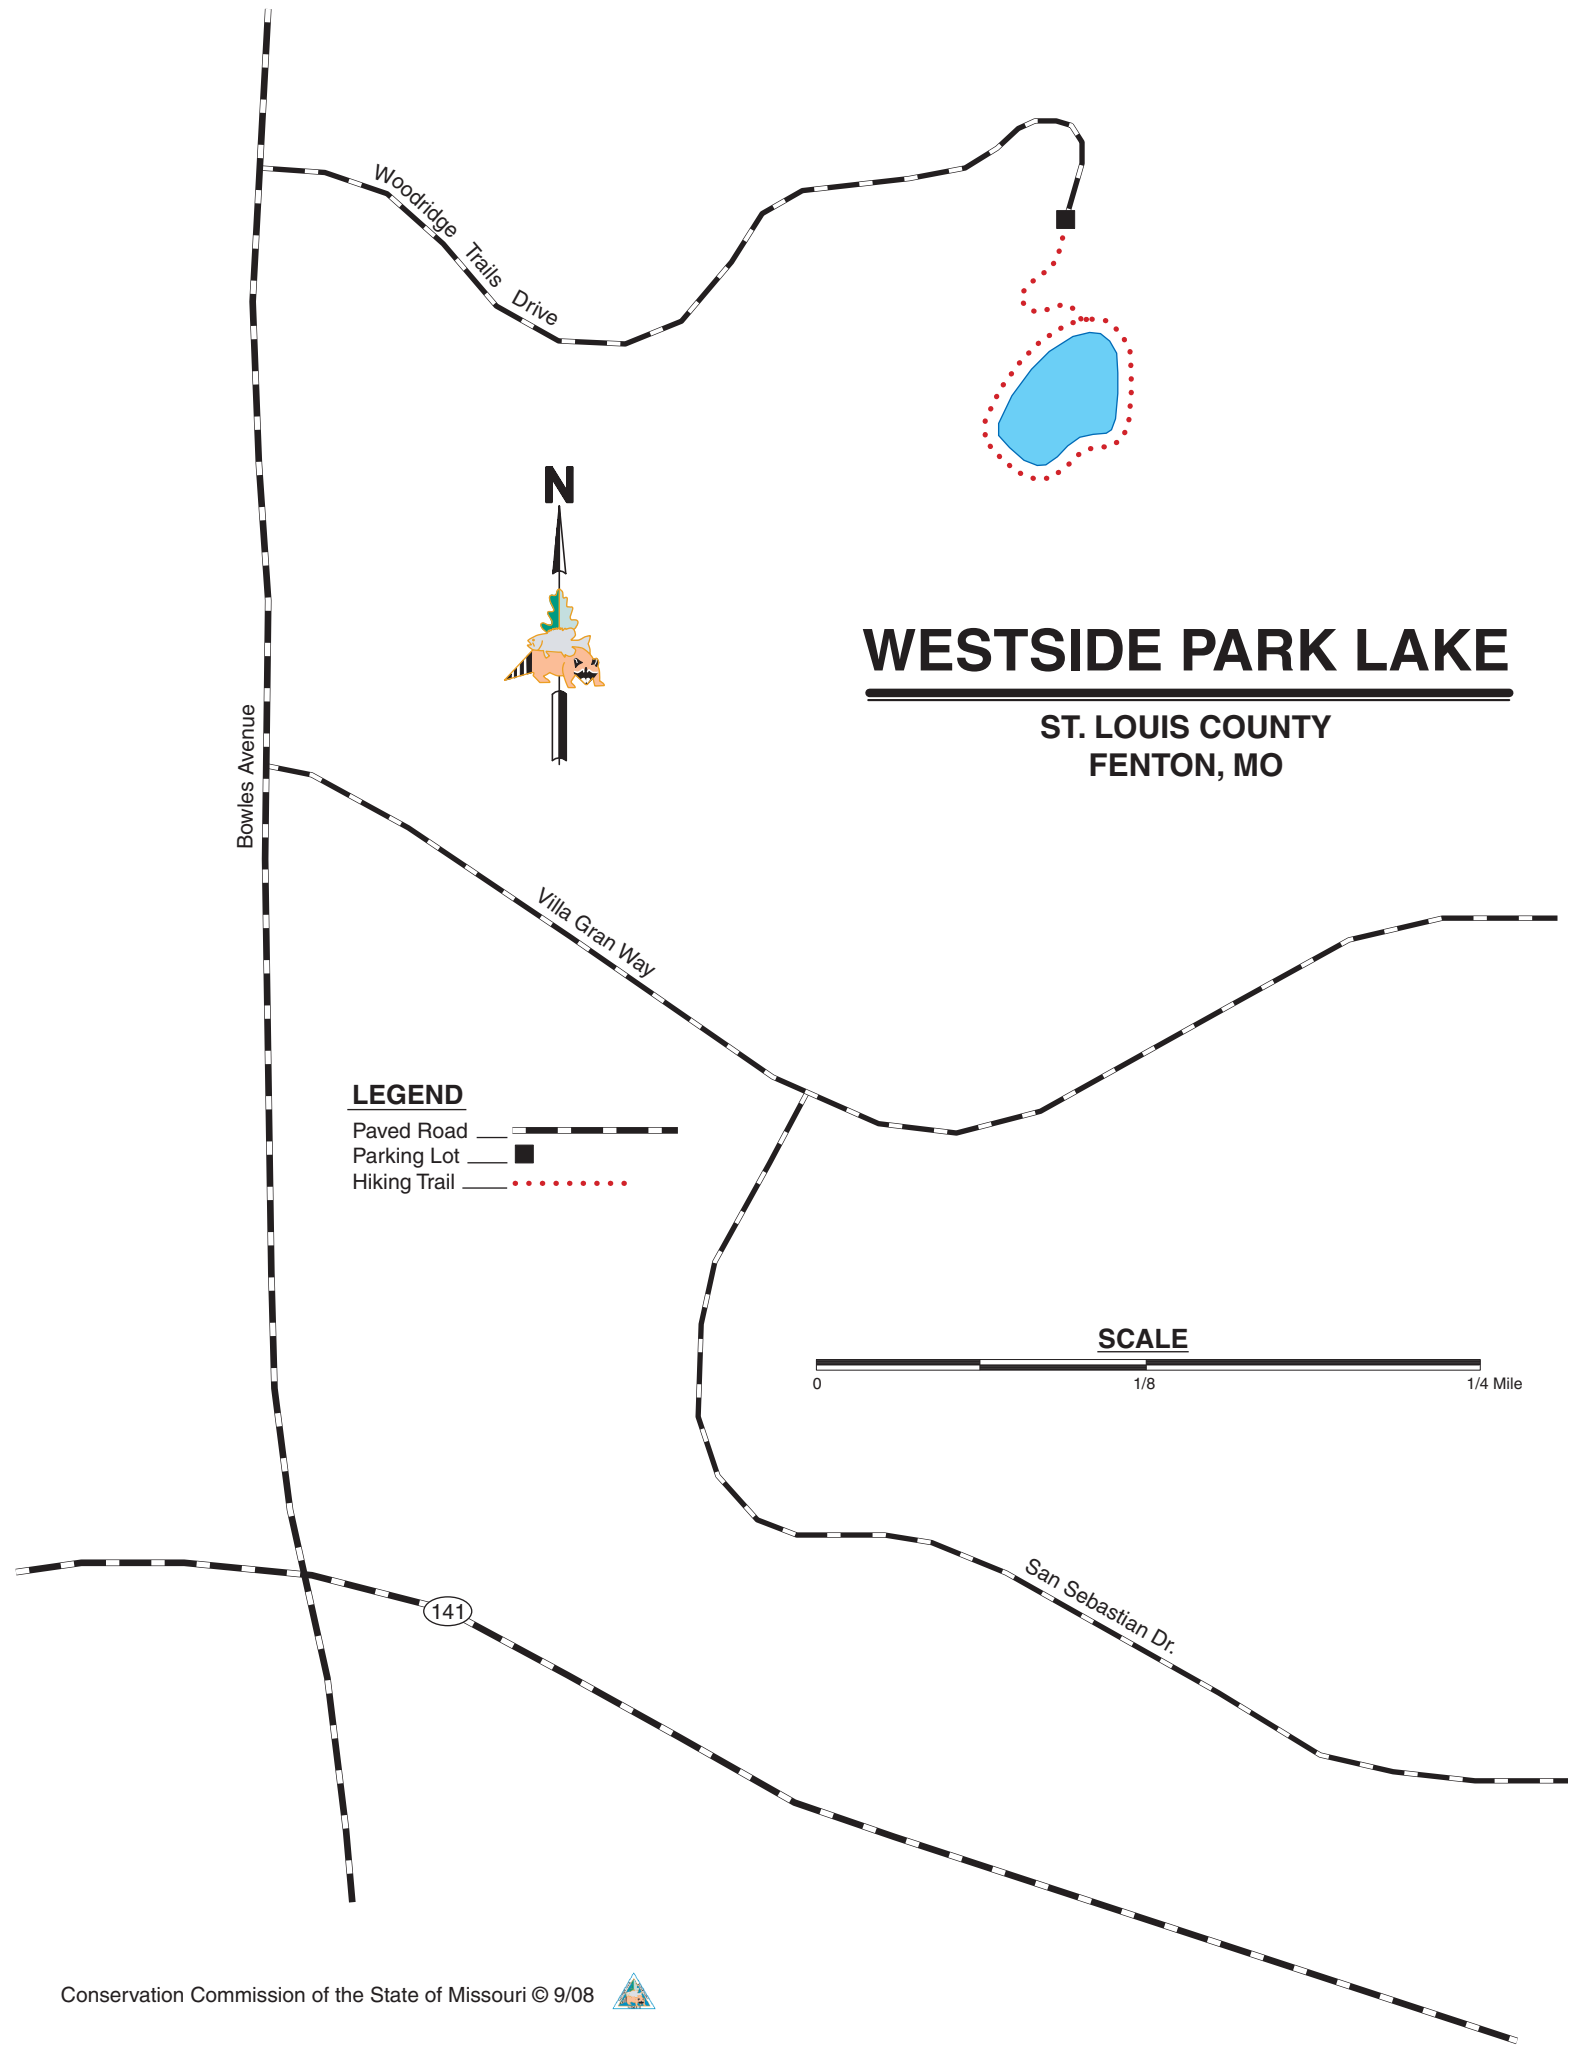 Woodridge Trails Drive
N
WESTSIDE PARK LAKE
ST. LOUIS COUNTY
FENTON, MO
Bowles Avenue
Villa Gran Way
LEGEND
Paved Road
Parking Lot
Hiking Trail
SCALE
0 1/8 1/4 Mile
San Sebastian Dr.
141
Conservation Commission of the State of Missouri © 9/08